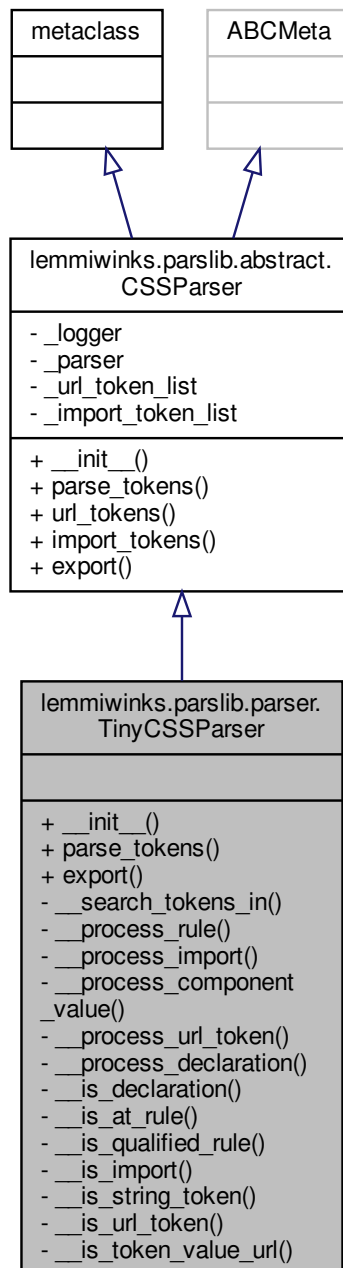 metaclass
ABCMeta
lemmiwinks.parslib.abstract.
CSSParser
- _logger
- _parser
- _url_token_list
- _import_token_list
+ __init__()
+ parse_tokens()
+ url_tokens()
+ import_tokens()
+ export()
lemmiwinks.parslib.parser.
TinyCSSParser
+ __init__()
+ parse_tokens()
+ export()
- __search_tokens_in()
- __process_rule()
- __process_import()
- __process_component
_value()
- __process_url_token()
- __process_declaration()
- __is_declaration()
- __is_at_rule()
- __is_qualified_rule()
- __is_import()
- __is_string_token()
- __is_url_token()
- __is_token_value_url()